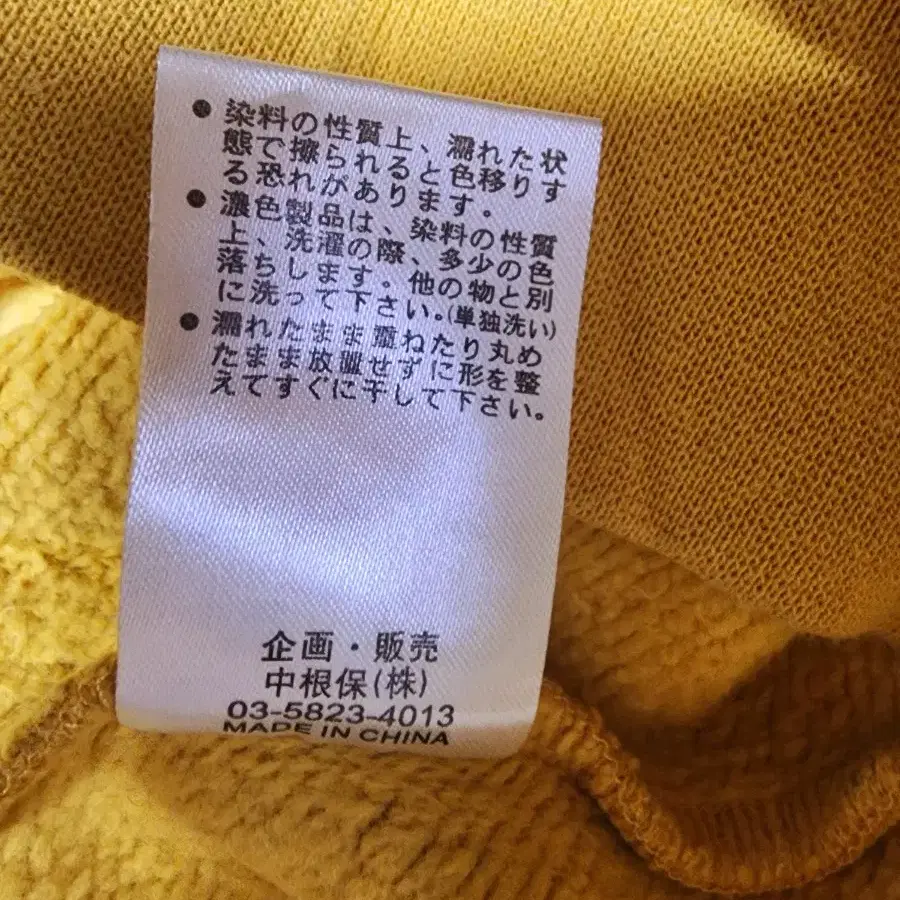 ● 染料の性質上、濡れた状
態で擦られると色移りす
る恐れがあります。
● 濃色製品は、染料の性質
上、洗濯の際、多少の色
落ちします。他の物と別
に洗って下さい。(単独洗い)
● 濡れたまま重ねたり丸め
たまま放置せずに形を整
えてすぐに干して下さい。
企画・販売
中根保(株)
03-5823-4013
MADE IN CHINA